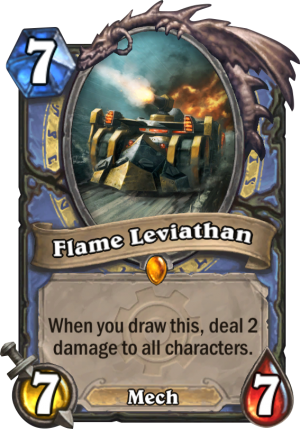 7
Flame Leviathan
When you draw this, deal 2
damage to all characters.
7
Mech
7